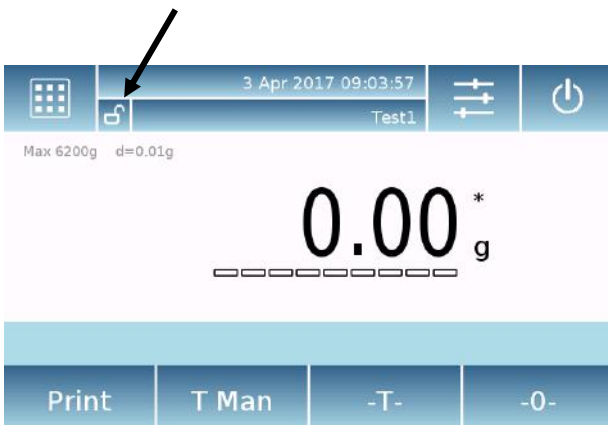 3 Apr 2017 09:03:57
Test1
Max 6200g d=0.01g
0.00 *
g
Print T Man -T- -0-